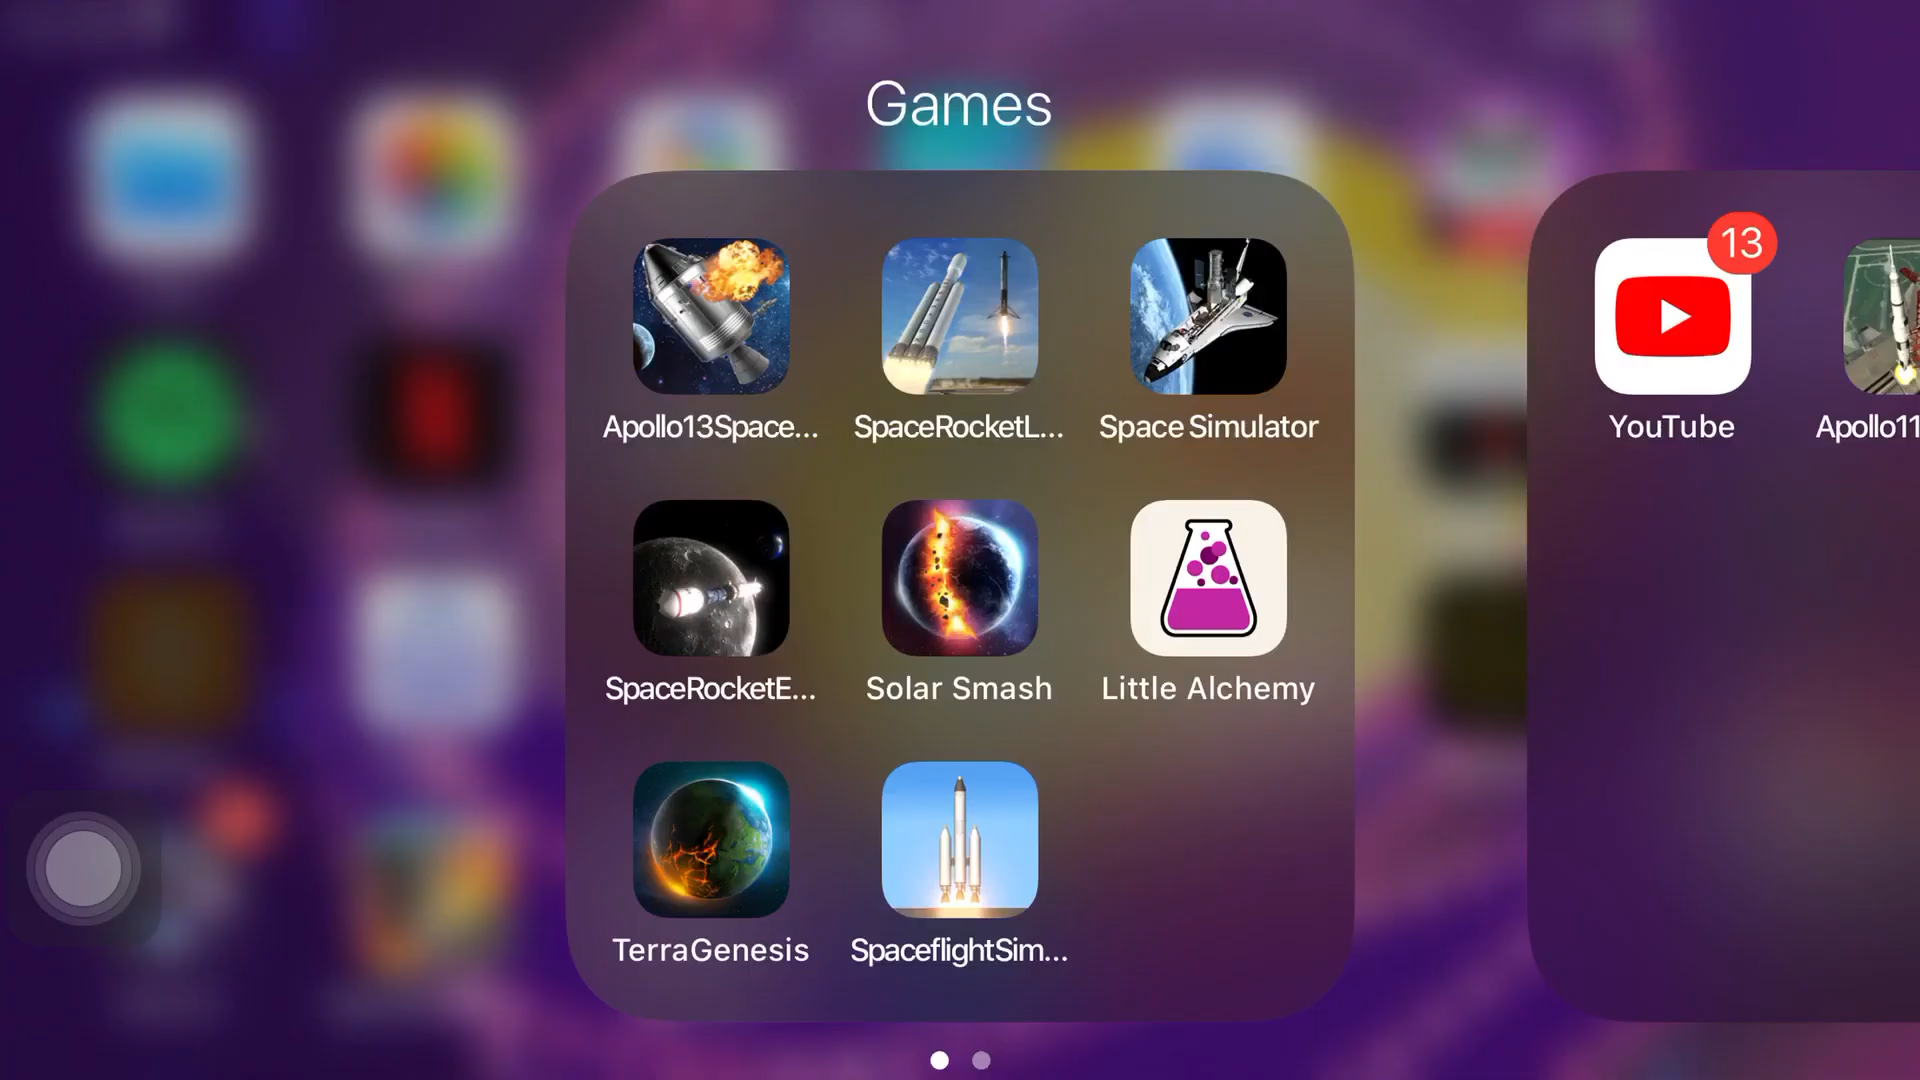 Games
Apollo13Space...
SpaceRocketL...
Space Simulator
13
YouTube
Apollo11
SpaceRocketE...
Solar Smash
Little Alchemy
TerraGenesis
SpaceflightSim...